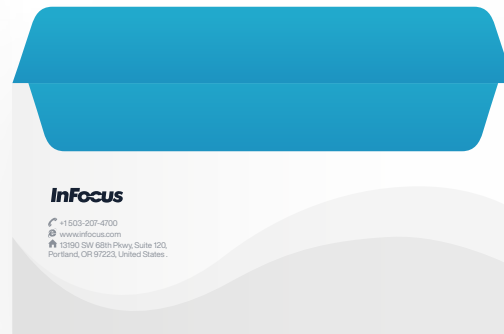 InFocus
+1 503-207-4700
www.infocus.com
13190 SW 68th Pkwy, Suite 120,
Portland, OR 97223, United States .